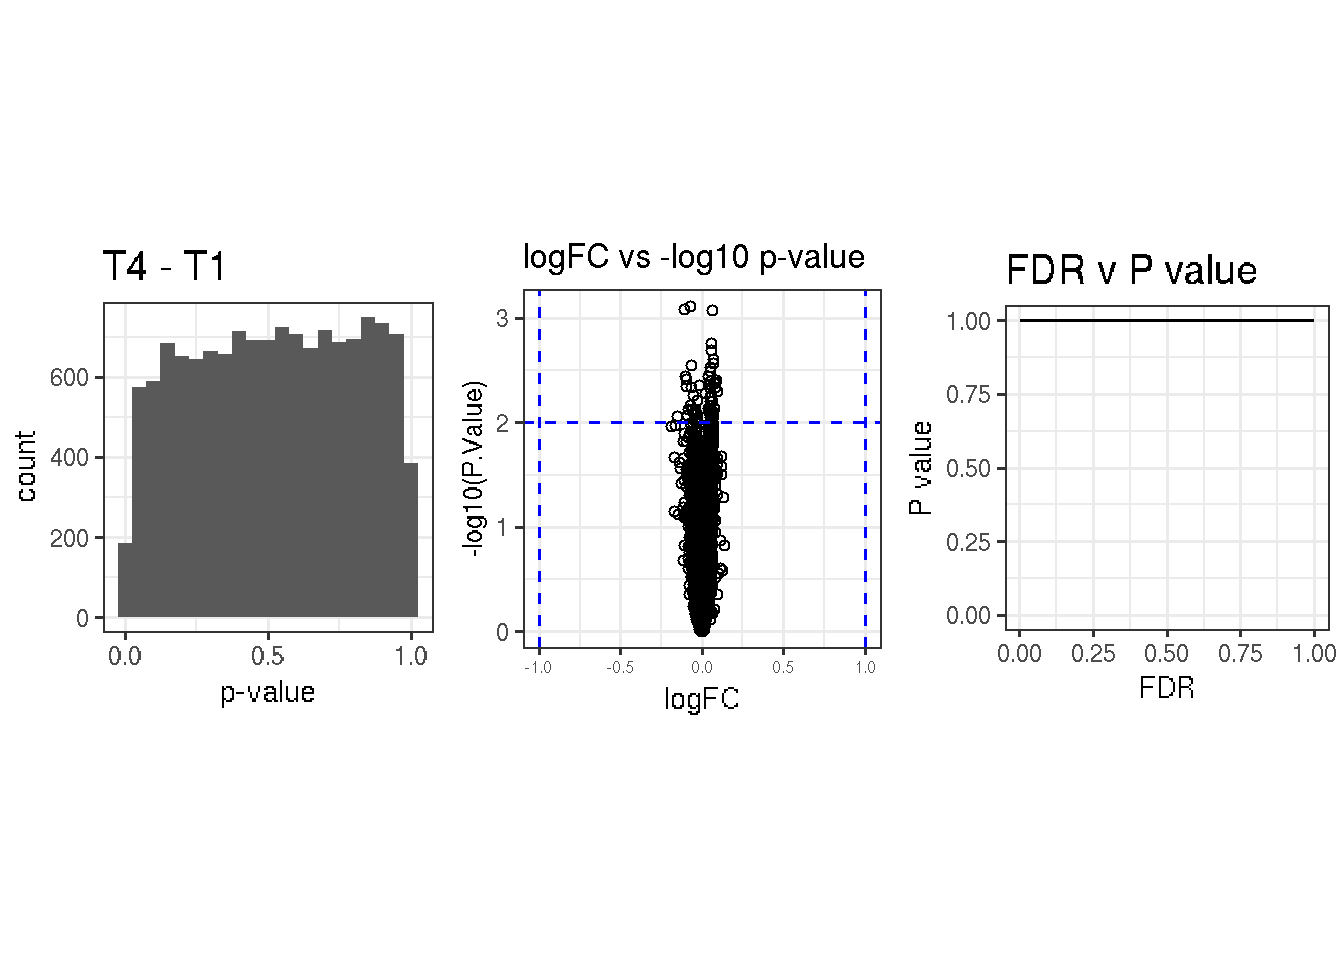 T4 - T1
count
600
400
200
0
0.0 0.5 1.0
p-value
logFC vs -log10 p-value
-log10(P.Value)
3
2
1
0
-1.0 -0.5 0.0 0.5 1.0
logFC
FDR v P value
P value
1.00
0.75
0.50
0.25
0.00
0.00 0.25 0.50 0.75 1.00
FDR